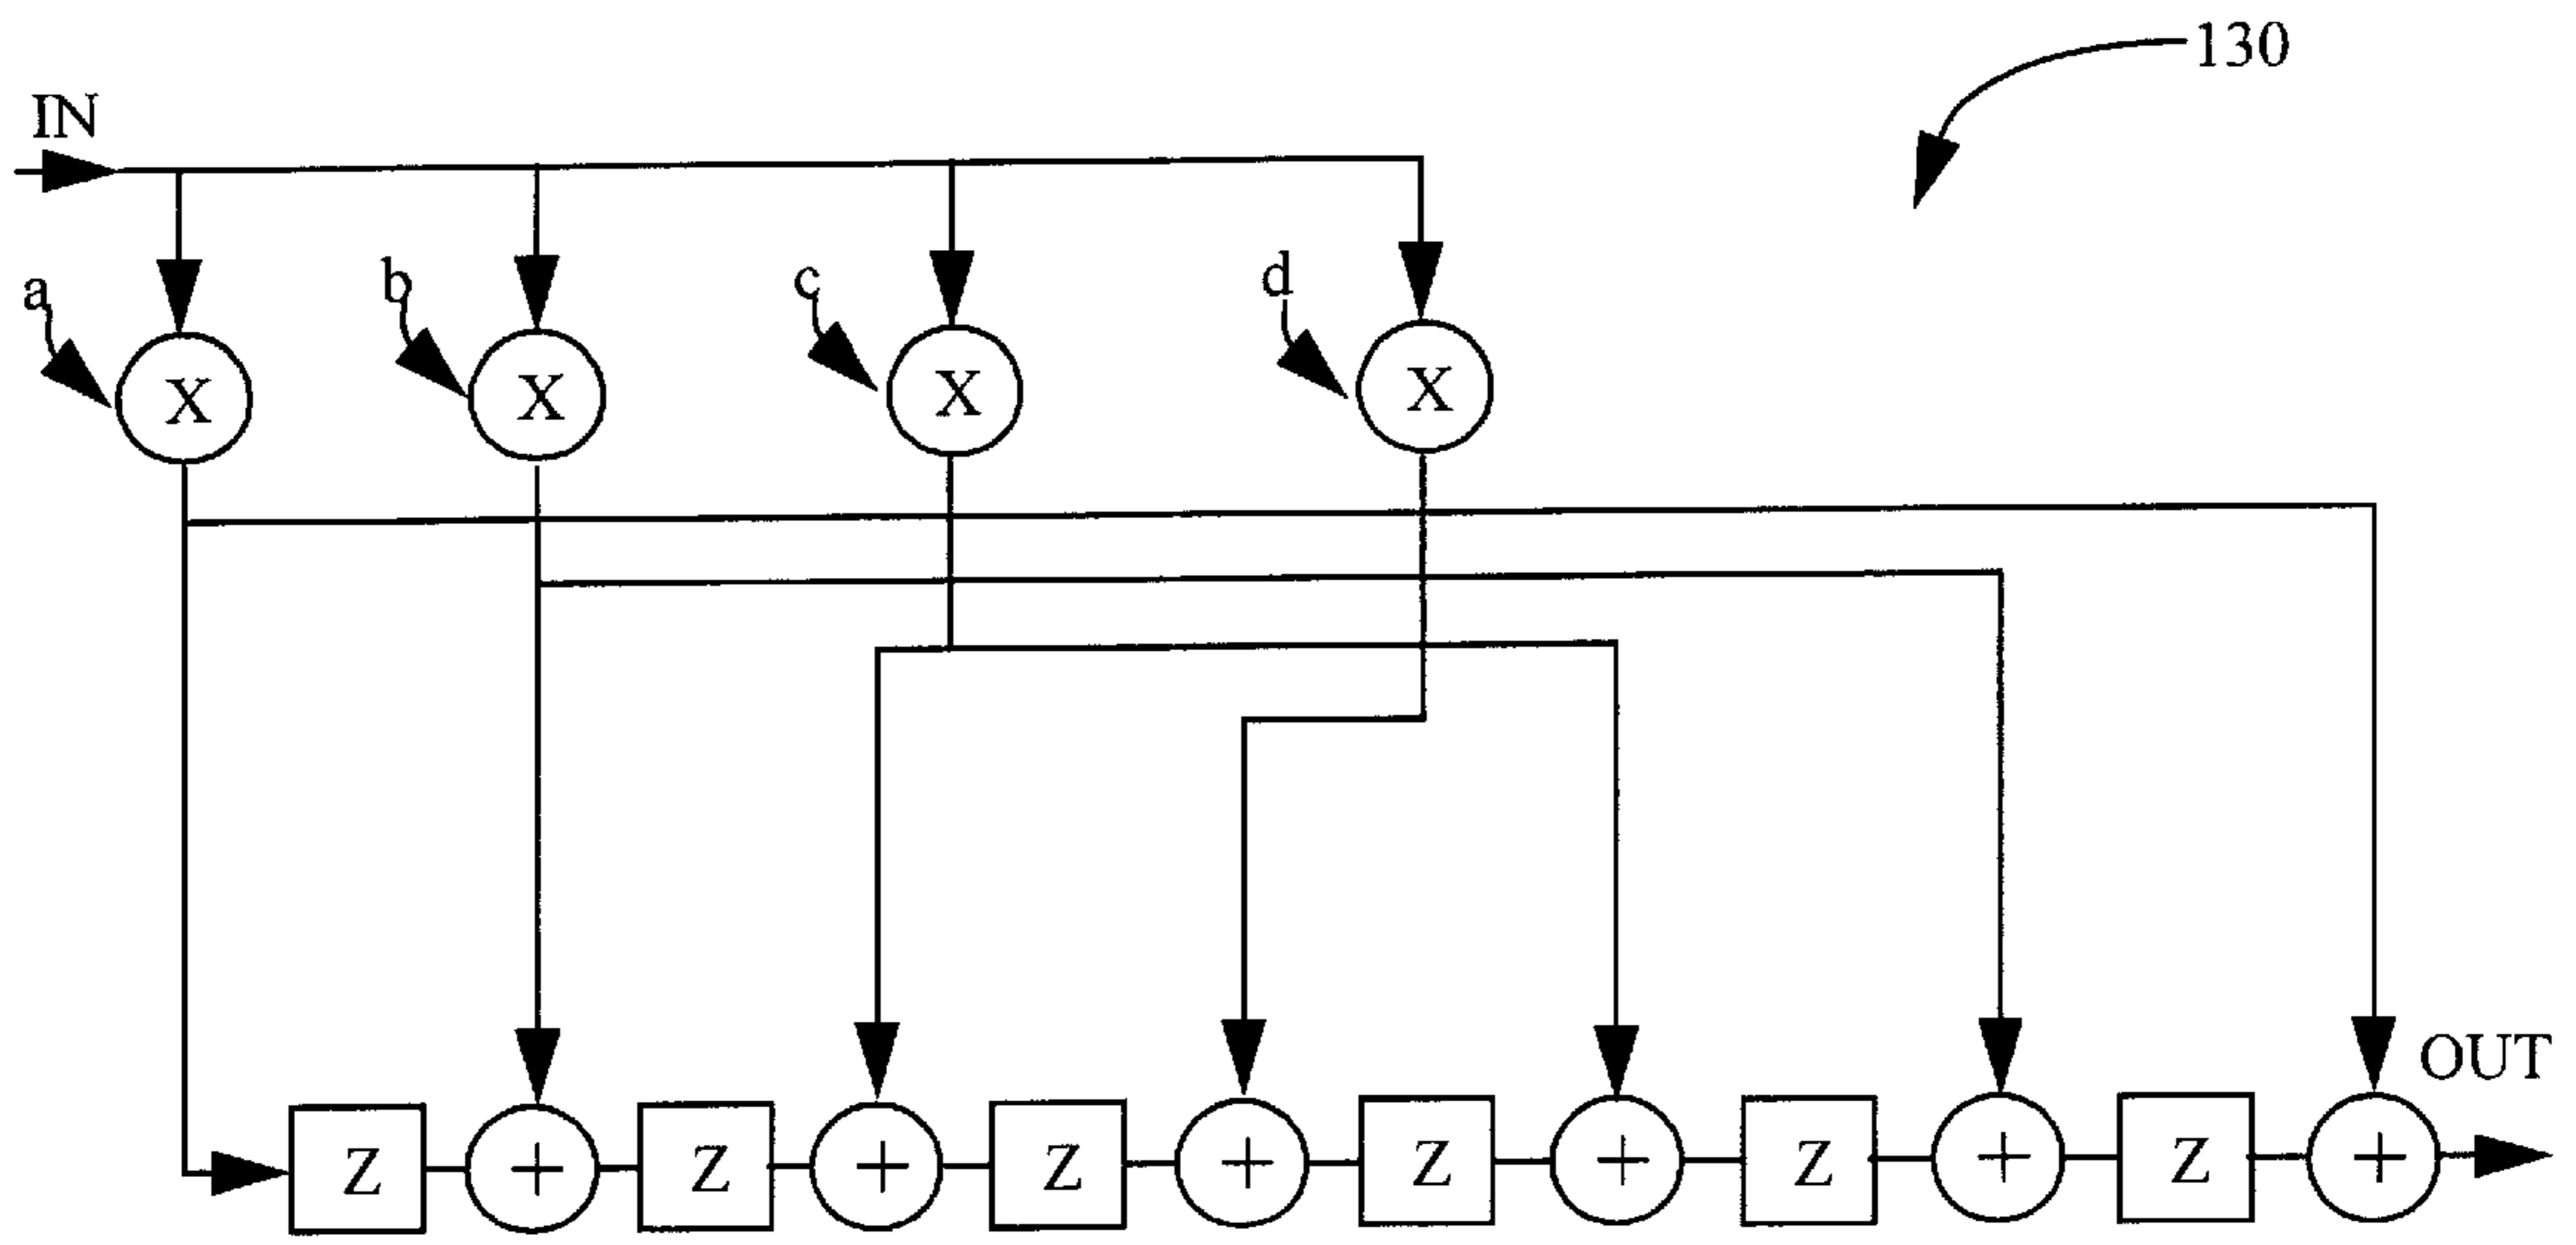 130
IN
a b c d
X X X X
OUT
Z + Z + Z + Z + Z + Z +